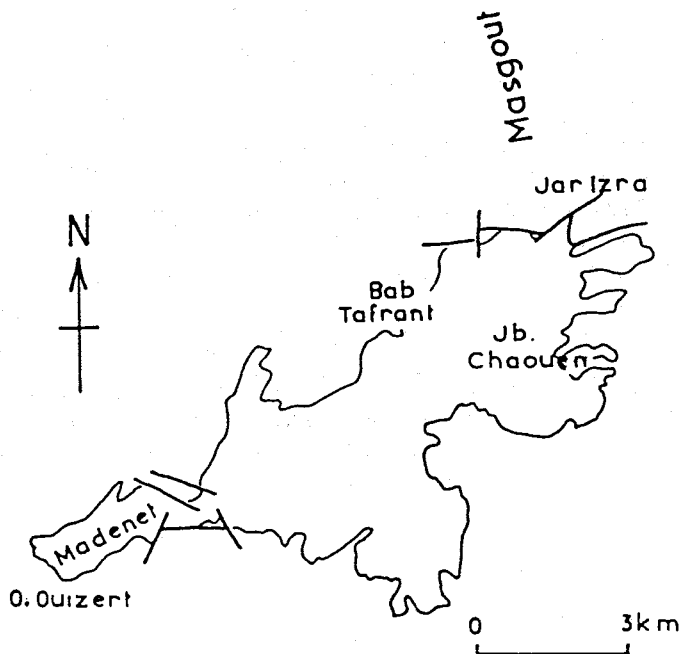 Masgout
Jar Izra
N
Bab
Tafrant
Jb.
Chaouen
Madenet
O. Ouizert
0 3km